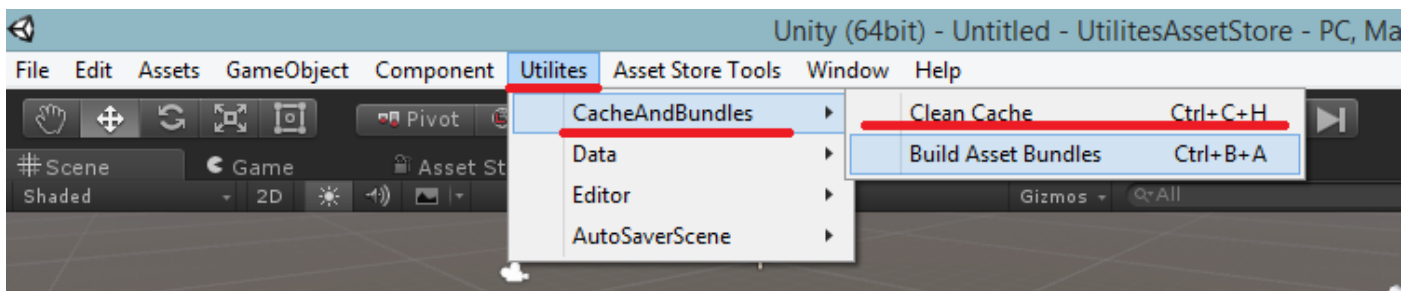 Unity (64bit) - Untitled - UtilitesAssetStore - PC, Ma
File Edit Assets GameObject Component Utilites Asset Store Tools Window Help
Pivot CacheAndBundles Clean Cache Ctrl+C+H
Scene Game Asset St Data Build Asset Bundles Ctrl+B+A
Shaded 2D Editor Gizmos All
AutoSaverScene